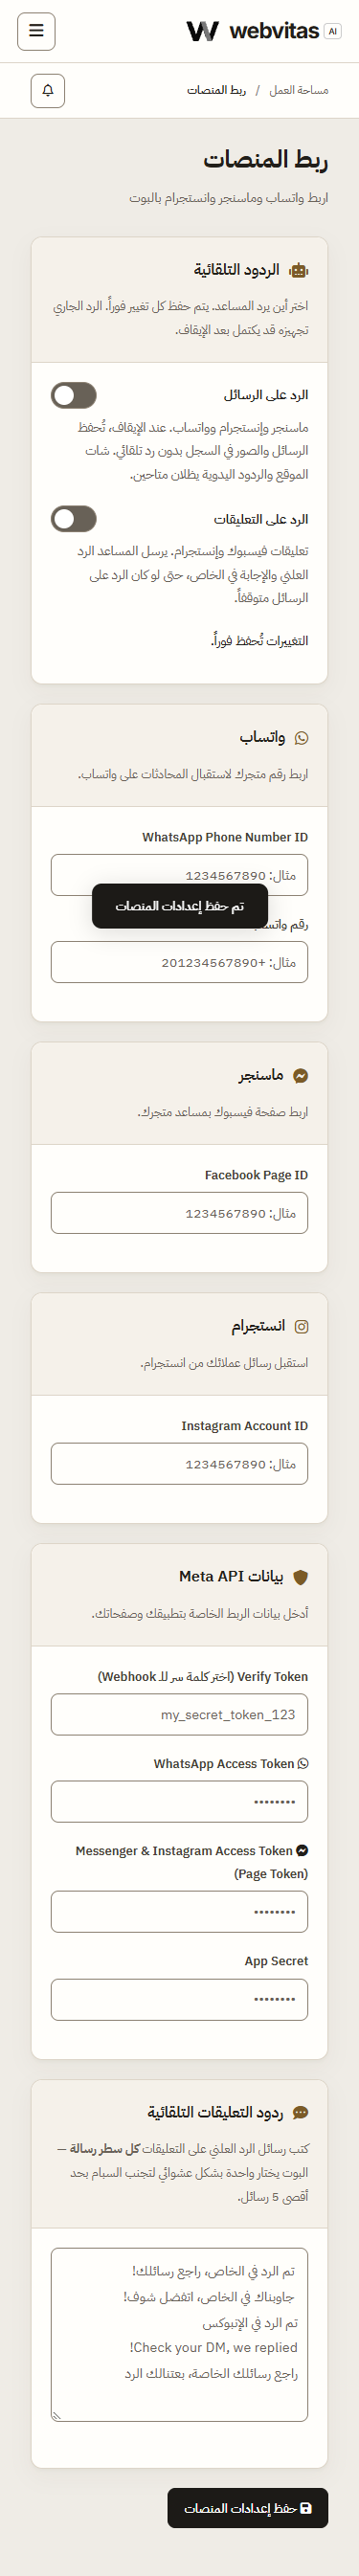 webvitas AI
مساحة العمل / ربط المنصات
ربط المنصات
اربط واتساب وماسنجر وانستجرام بالبوت
الردود التلقائية
اختر أين يرد المساعد. يتم حفظ كل تغيير فوراً. الرد الجاري
تجهيزه قد يكتمل بعد الإيقاف.
الرد على الرسائل
ماسنجر وإنستجرام وواتساب. عند الإيقاف، تُحفظ
الرسائل والصور في السجل بدون رد تلقائي. شات
الموقع والردود اليدوية يظلان متاحين.
الرد على التعليقات
تعليقات فيسبوك وإنستجرام. يرسل المساعد الرد
العلني والإجابة في الخاص، حتى لو كان الرد على
الرسائل متوقفاً.
التغييرات تُحفظ فوراً.
واتساب
اربط رقم متجرك لاستقبال المحادثات على واتساب.
WhatsApp Phone Number ID
مثال: 1234567890
تم حفظ إعدادات المنصات
رقم
مثال: +201234567890
ماسنجر
اربط صفحة فيسبوك بمساعد متجرك.
Facebook Page ID
مثال: 1234567890
انستجرام
استقبل رسائل عملائك من انستجرام.
Instagram Account ID
مثال: 1234567890
بيانات Meta API
أدخل بيانات الربط الخاصة بتطبيقك وصفحاتك.
Verify Token (اختر كلمة سر للـ Webhook)
my_secret_token_123
WhatsApp Access Token
••••••••
Messenger & Instagram Access Token
(Page Token)
••••••••
App Secret
••••••••
ردود التعليقات التلقائية
كتب رسائل الرد العلني على التعليقات كل سطر رسالة —
البوت يختار واحدة بشكل عشوائي لتجنب السبام بحد
أقصى 5 رسائل.
تم الرد في الخاص، راجع رسائلك!
جاوبناك في الخاص، اتفضل شوف!
تم الرد في الإنبوكس
Check your DM, we replied!
راجع رسائلك الخاصة، بعتنالك الرد
حفظ إعدادات المنصات